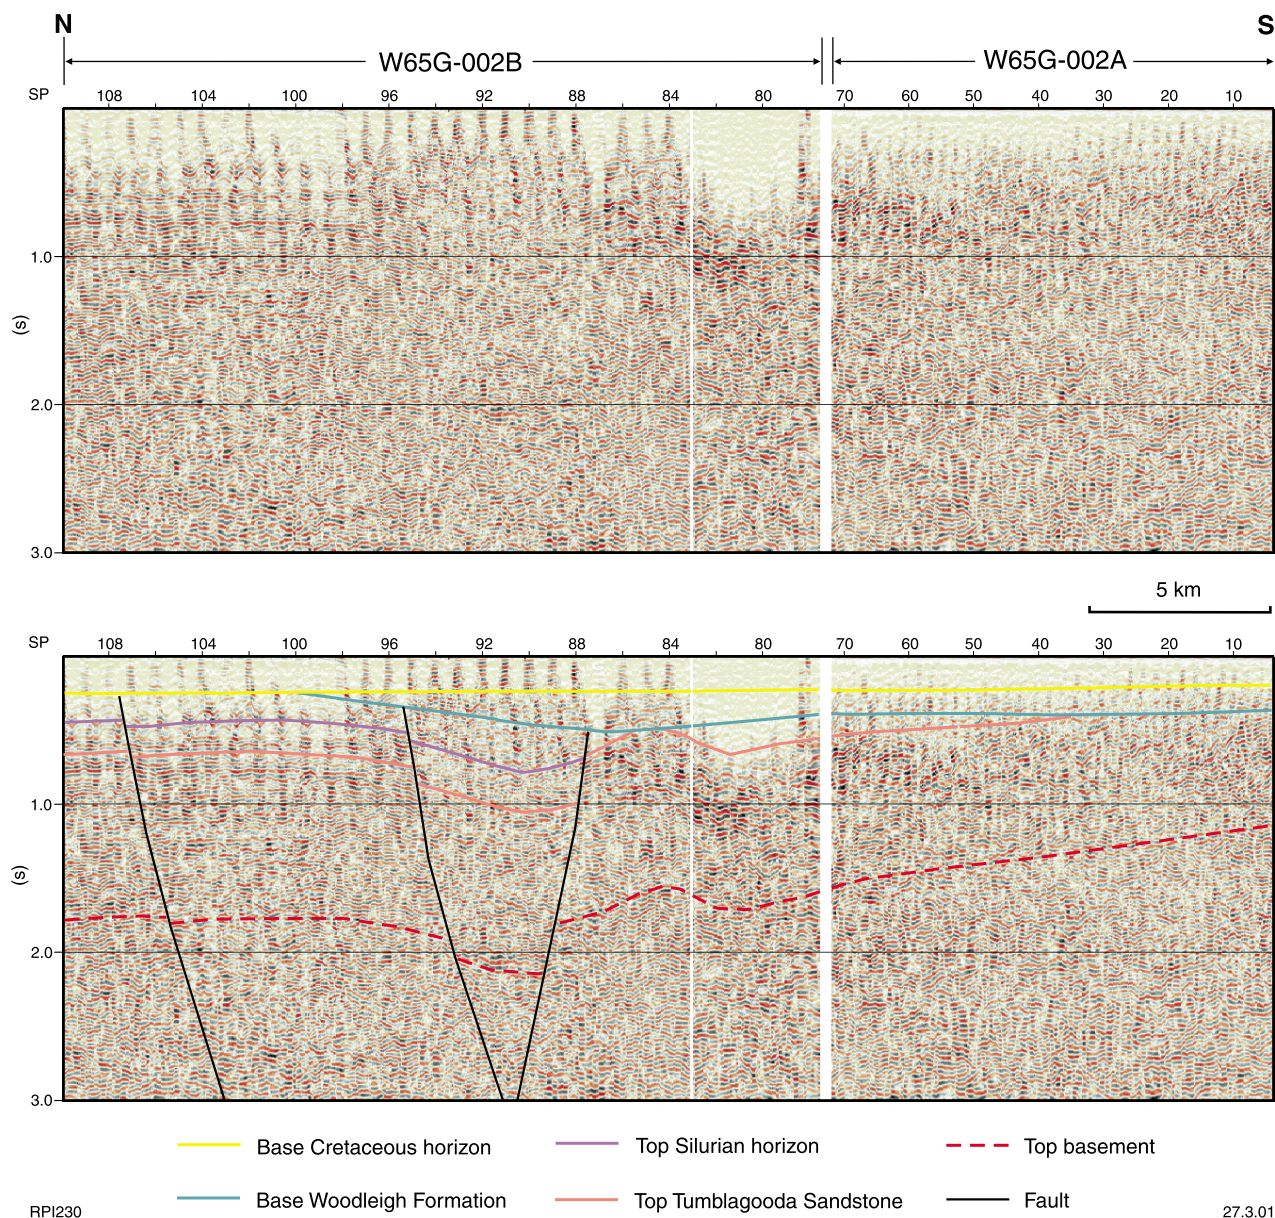 N S
W65G-002B W65G-002A
SP 108 104 100 96 92 88 84 80 70 60 50 40 30 20 10
1.0
(s)
2.0
3.0
5 km
SP 108 104 100 96 92 88 84 80 70 60 50 40 30 20 10
1.0
(s)
2.0
3.0
Base Cretaceous horizon Top Silurian horizon Top basement
Base Woodleigh Formation Top Tumblagooda Sandstone Fault
RPI230 27.3.01